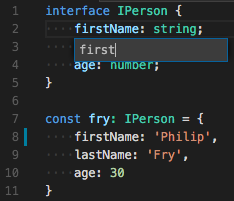 1 interface IPerson {
2 ····firstName: string;
3 ····
first
4 ····age: number;
5 }
6
7 const fry: IPerson = {
8 ····firstName: 'Philip',
9 ····lastName: 'Fry',
10 ····age: 30
11 }